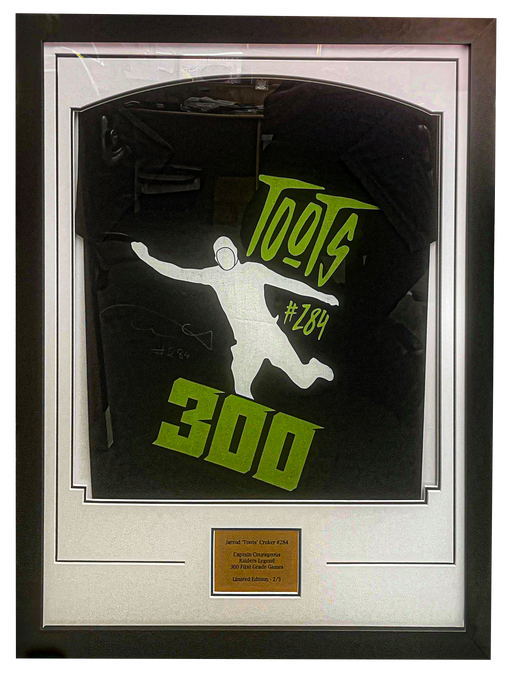 TOOTS
#284
#284
300
Jarrod "Toots" Croker #284
Captain Courageous
Raiders Legend
300 First Grade Games
Limited Edition - 2/3